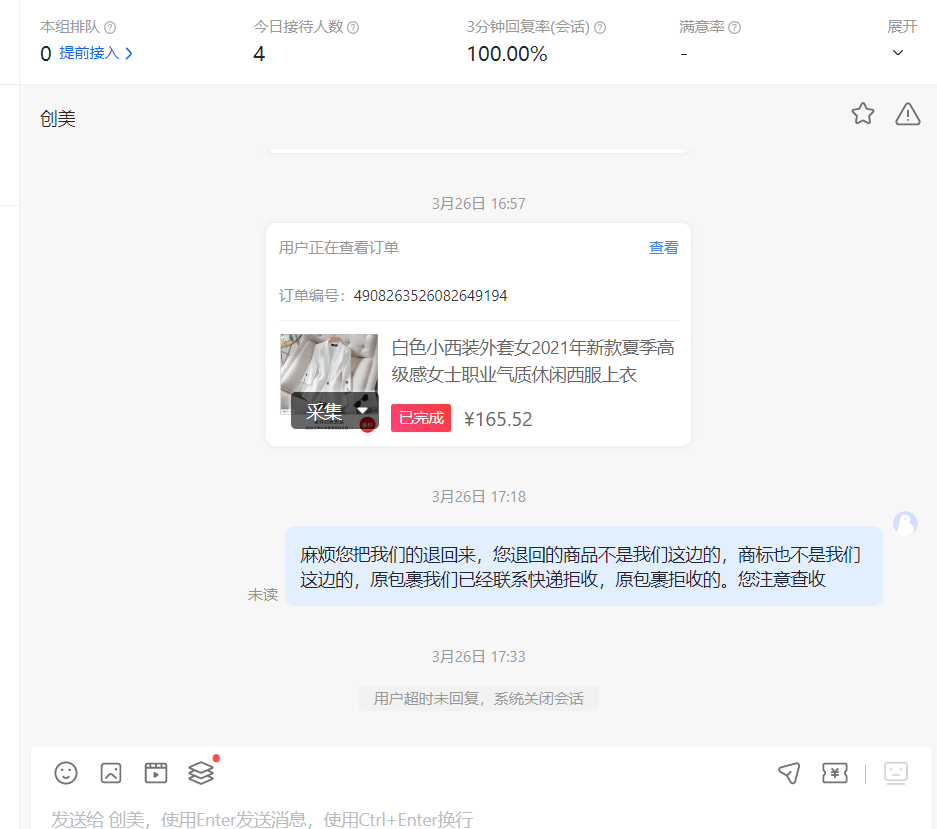 本组排队 今日接待人数 3分钟回复率(会话) 满意率 展开
0 提前接入 4 100.00% -
创美
3月26日 16:57
用户正在查看订单 查看
订单编号：4908263526082649194
白色小西装外套女2021年新款夏季高
级感女士职业气质休闲西服上衣
采集
已完成 ¥165.52
3月26日 17:18
麻烦您把我们的退回来，您退回的商品不是我们这边的，商标也不是我们
这边的，原包裹我们已经联系快递拒收，原包裹拒收的。您注意查收
未读
3月26日 17:33
用户超时未回复，系统关闭会话
发送给 创美，使用Enter发送消息，使用Ctrl+Enter换行